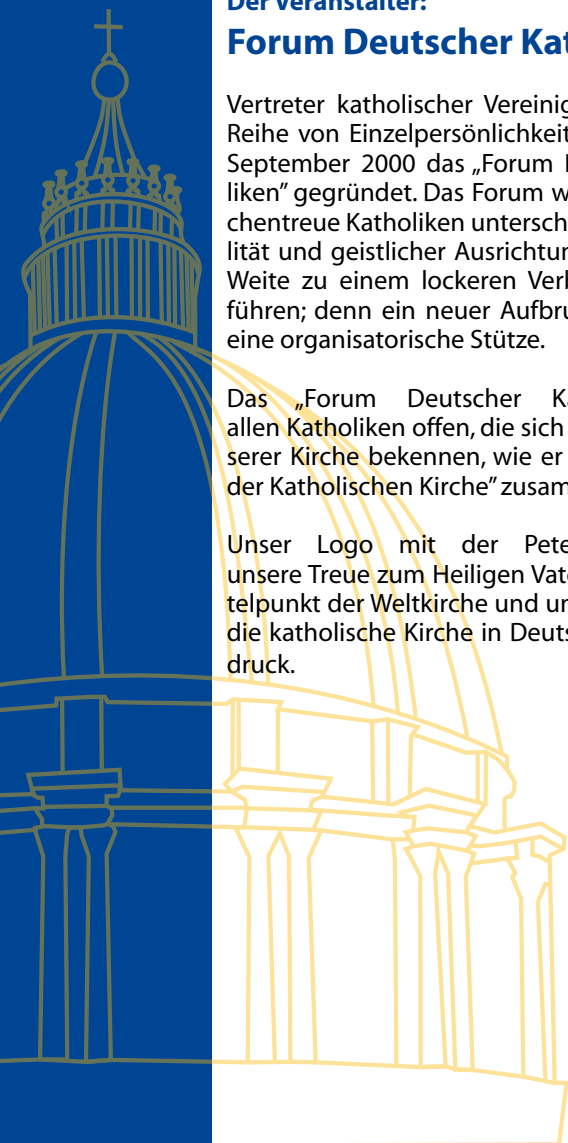 Der Veranstalter:
Forum Deutscher Kat
Vertreter katholischer Vereinig
Reihe von Einzelpersönlichkeit
September 2000 das „Forum
liken” gegründet. Das Forum w
chentreue Katholiken untersch
lität und geistlicher Ausrichtu
Weite zu einem lockeren Verb
führen; denn ein neuer Aufbru
eine organisatorische Stütze.
Das „Forum Deutscher Ka
allen Katholiken offen, die sich
serer Kirche bekennen, wie er
der Katholischen Kirche” zusam
Unser Logo mit der Pete
unsere Treue zum Heiligen Vat
telpunkt der Weltkirche und un
die katholische Kirche in Deuts
druck.